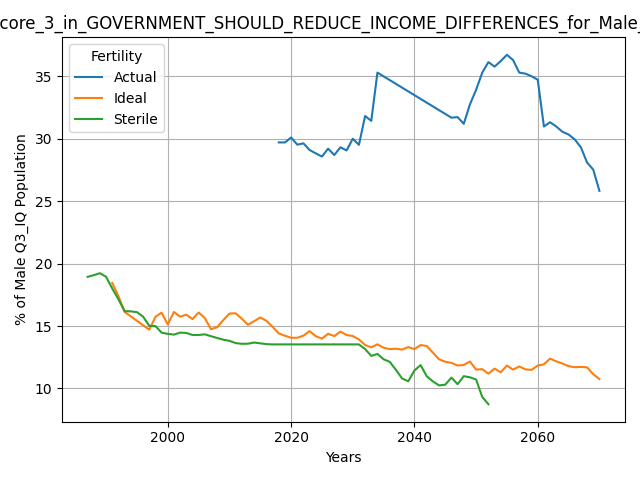 core_3_in_GOVERNMENT_SHOULD_REDUCE_INCOME_DIFFERENCES_for_Male_
Fertility
Actual
Ideal
Sterile
% of Male Q3_IQ Population
35
30
25
20
15
10
2000
2020
2040
2060
Years